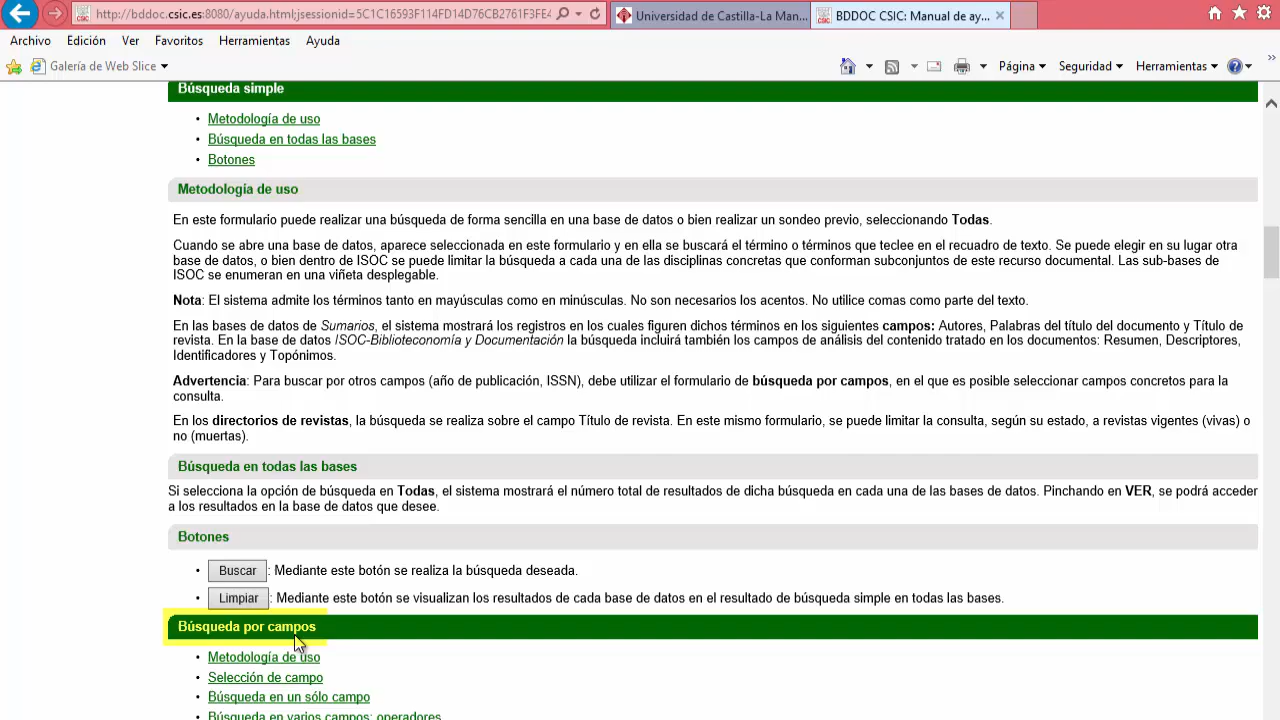 http://bddoc.csic.es:8080/ayuda.html;jsessionid=5C1C16593F114FD14D76CB2761F3FE4
Universidad de Castilla-La Man...
BDDOC CSIC: Manual de ay...
Archivo Edición Ver Favoritos Herramientas Ayuda
Galería de Web Slice
Página Seguridad Herramientas
Búsqueda simple
• Metodología de uso
• Búsqueda en todas las bases
• Botones
Metodología de uso
En este formulario puede realizar una búsqueda de forma sencilla en una base de datos o bien realizar un sondeo previo, seleccionando Todas.
Cuando se abre una base de datos, aparece seleccionada en este formulario y en ella se buscará el término o términos que teclee en el recuadro de texto. Se puede elegir en su lugar otra
base de datos, o bien dentro de ISOC se puede limitar la búsqueda a cada una de las disciplinas concretas que conforman subconjuntos de este recurso documental. Las sub-bases de
ISOC se enumeran en una viñeta desplegable.
Nota: El sistema admite los términos tanto en mayúsculas como en minúsculas. No son necesarios los acentos. No utilice comas como parte del texto.
En las bases de datos de Sumarios, el sistema mostrará los registros en los cuales figuren dichos términos en los siguientes campos: Autores, Palabras del título del documento y Título de
revista. En la base de datos ISOC-Biblioteconomía y Documentación la búsqueda incluirá también los campos de análisis del contenido tratado en los documentos: Resumen, Descriptores,
Identificadores y Topónimos.
Advertencia: Para buscar por otros campos (año de publicación, ISSN), debe utilizar el formulario de búsqueda por campos, en el que es posible seleccionar campos concretos para la
consulta.
En los directorios de revistas, la búsqueda se realiza sobre el campo Título de revista. En este mismo formulario, se puede limitar la consulta, según su estado, a revistas vigentes (vivas) o
no (muertas).
Búsqueda en todas las bases
Si selecciona la opción de búsqueda en Todas, el sistema mostrará el número total de resultados de dicha búsqueda en cada una de las bases de datos. Pinchando en VER, se podrá acceder
a los resultados en la base de datos que desee.
Botones
• Buscar : Mediante este botón se realiza la búsqueda deseada.
• Limpiar : Mediante este botón se visualizan los resultados de cada base de datos en el resultado de búsqueda simple en todas las bases.
Búsqueda por campos
• Metodología de uso
• Selección de campo
• Búsqueda en un sólo campo
Búsqueda en varios campos: operadores